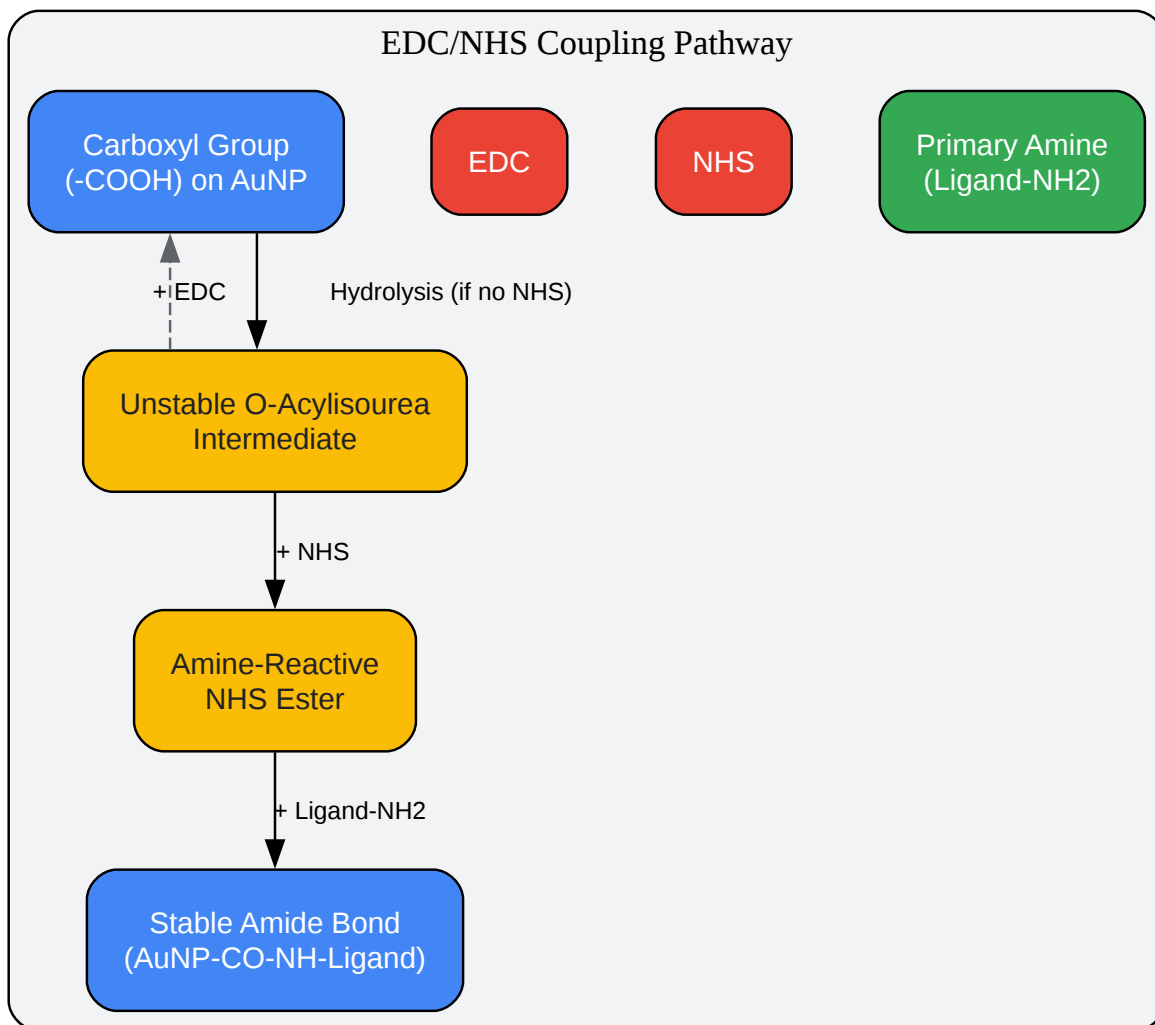 EDC/NHS Coupling Pathway
Carboxyl Group
(-COOH) on AuNP
EDC
NHS
Primary Amine
(Ligand-NH2)
+ EDC
Hydrolysis (if no NHS)
Unstable O-Acylisourea
Intermediate
+ NHS
Amine-Reactive
NHS Ester
+ Ligand-NH2
Stable Amide Bond
(AuNP-CO-NH-Ligand)